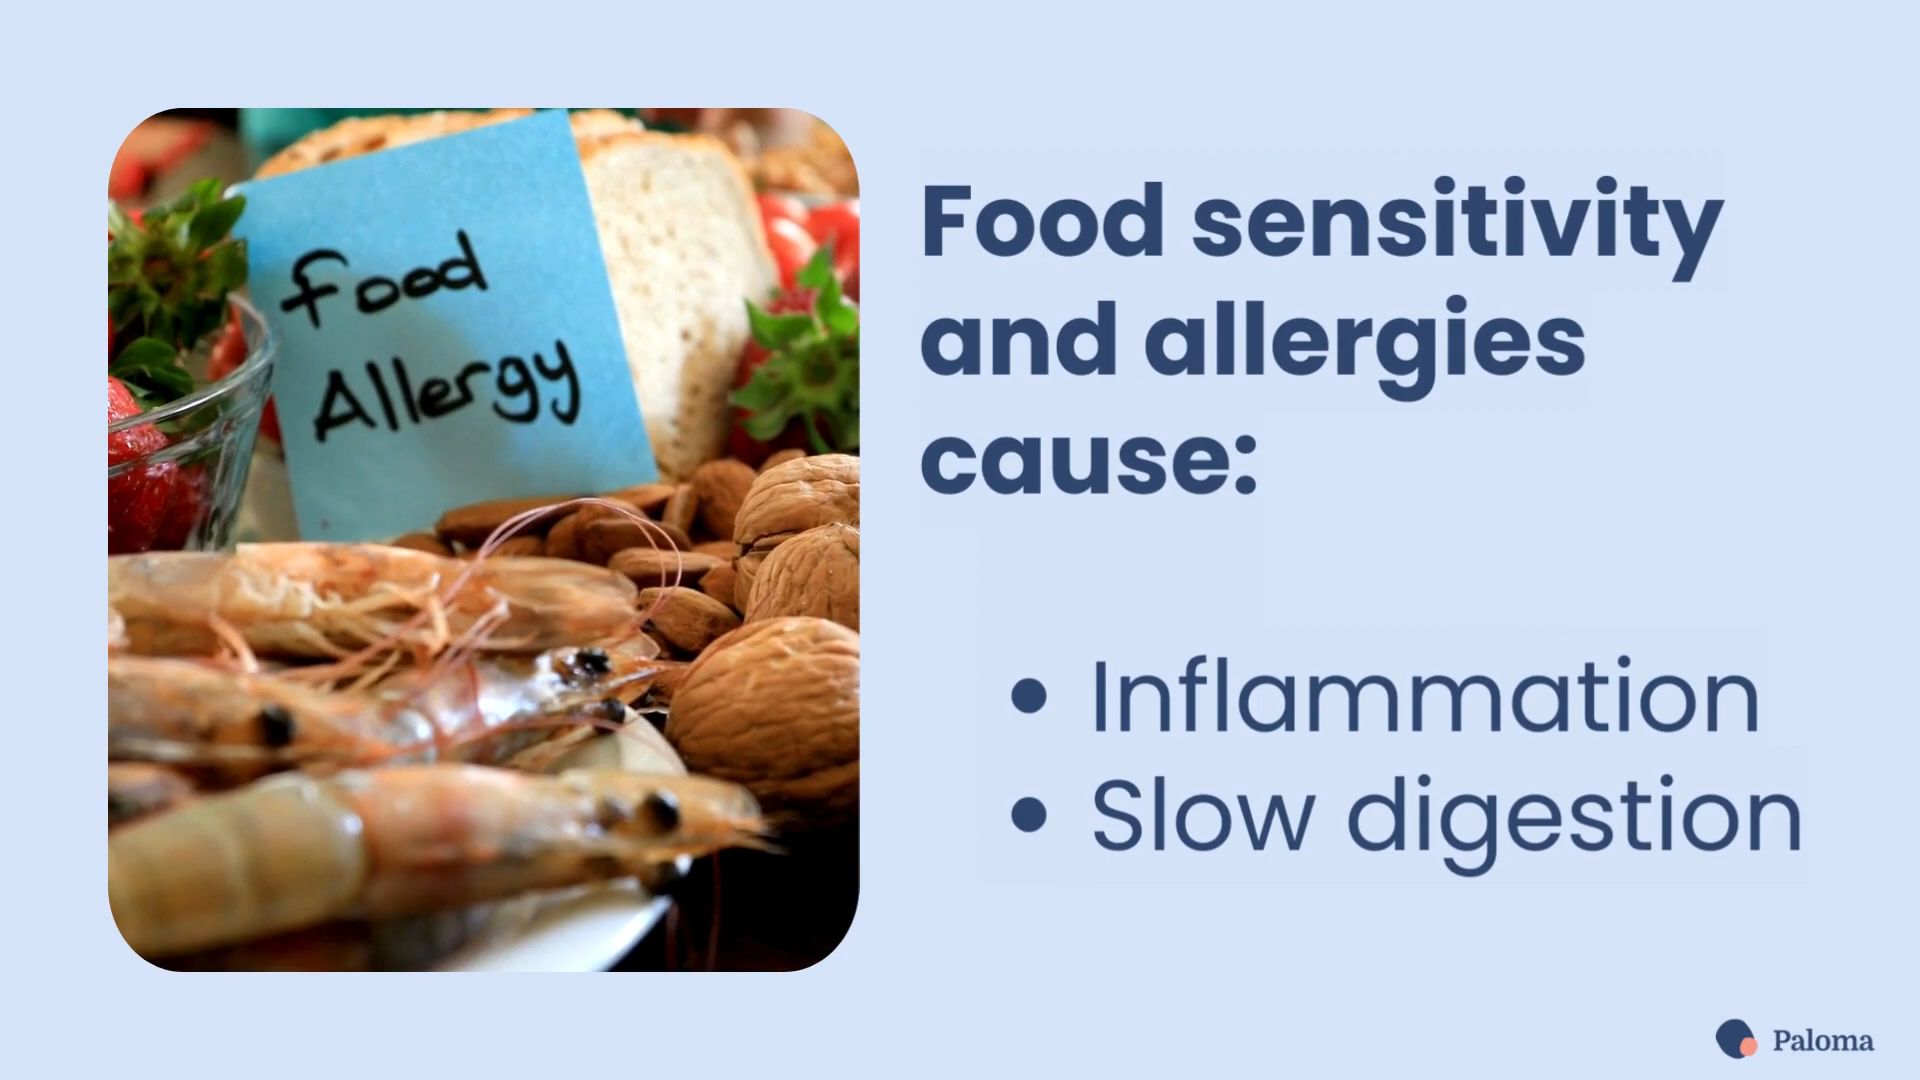 Food
Allergy
Food sensitivity
and allergies
cause:
• Inflammation
• Slow digestion
Paloma